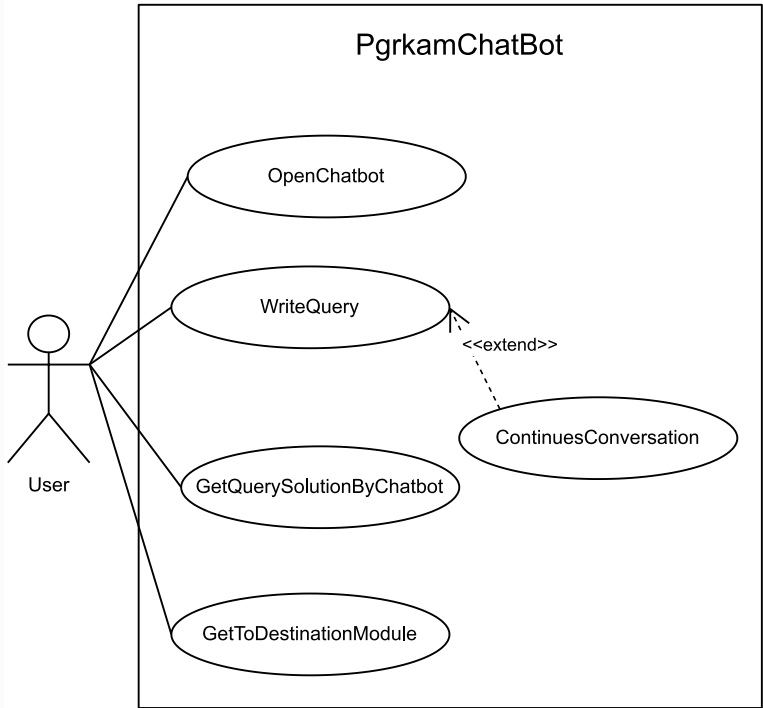 PgrkamChatBot
OpenChatbot
WriteQuery
<<extend>>
ContinuesConversation
User
GetQuerySolutionByChatbot
GetToDestinationModule